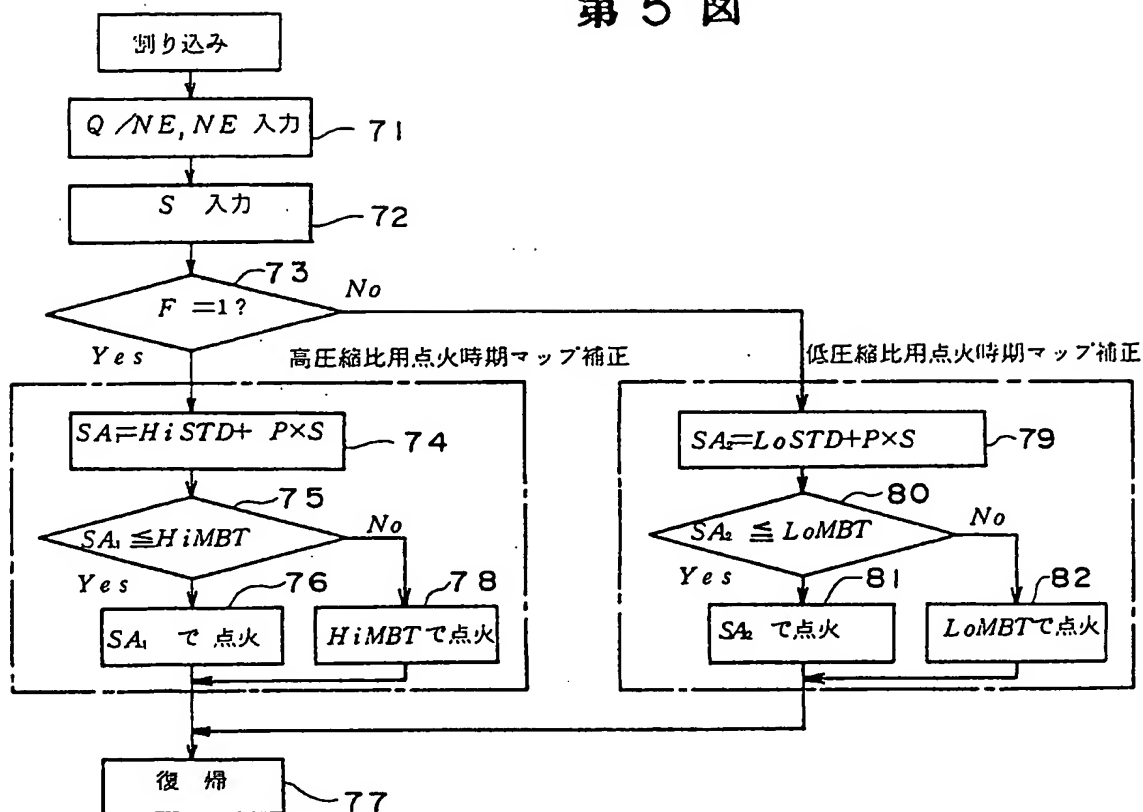 第5図
割り込み
Q/NE, NE 入力
71
S 入力
72
73
F=1?
No
Yes
高圧縮比用点火時期マップ補正
低圧縮比用点火時期マップ補正
SA₁=HiSTD+ P×S
74
SA₂=LoSTD+P×S
79
75
80
SA₁≦HiMBT
No
SA₂ ≦ LoMBT
No
Yes
76
78
Yes
81
82
SA₁ で点火
HiMBTで点火
SA₂ で点火
LoMBTで点火
復帰
77